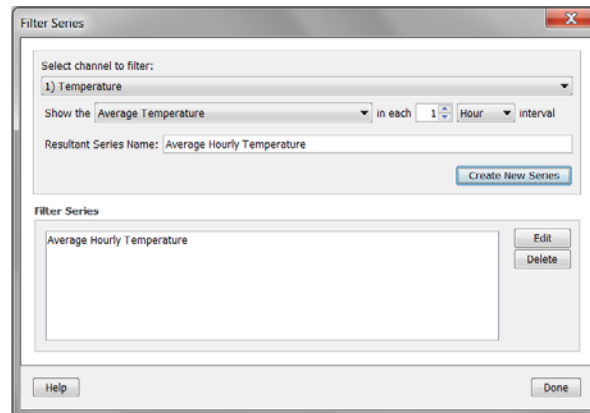 Filter Series
Select channel to filter:
1) Temperature
Show the Average Temperature in each 1 Hour interval
Resultant Series Name: Average Hourly Temperature
Create New Series
Filter Series
Average Hourly Temperature
Edit
Delete
Help Done